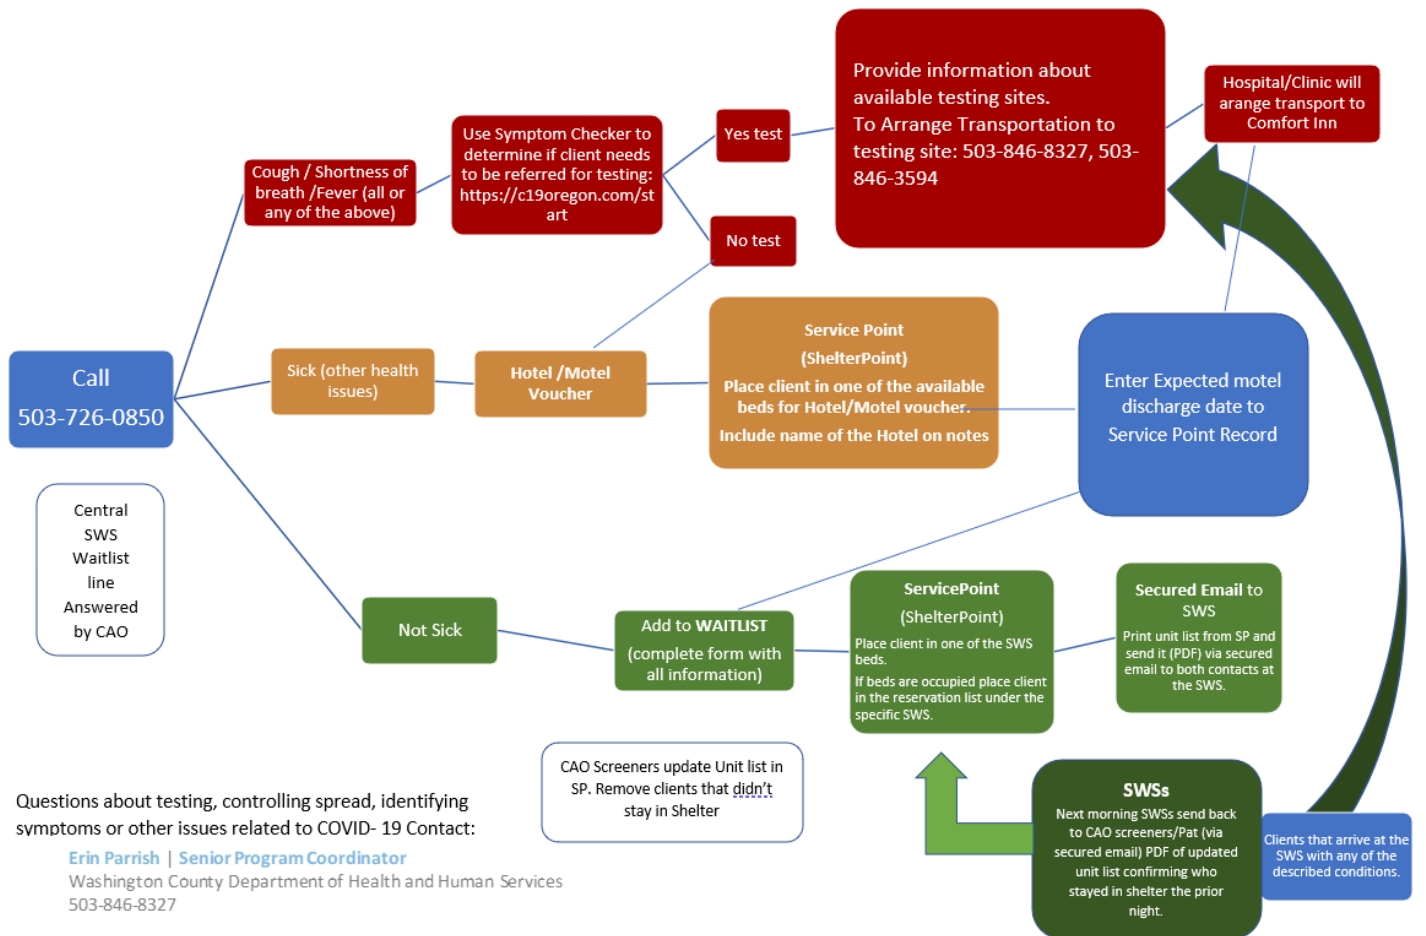 Call
503-726-0850
Central
SWS
Waitlist
line
Answered
by CAO
Cough / Shortness of
breath /Fever (all or
any of the above)
Use Symptom Checker to
determine if client needs
to be referred for testing:
https://c19oregon.com/st
art
Yes test
No test
Provide information about
available testing sites.
To Arrange Transportation to
testing site: 503-846-8327, 503-
846-3594
Hospital/Clinic will
arange transport to
Comfort Inn
Sick (other health
issues)
Hotel /Motel
Voucher
Service Point
(ShelterPoint)
Place client in one of the available
beds for Hotel/Motel voucher.
Include name of the Hotel on notes
Enter Expected motel
discharge date to
Service Point Record
Not Sick
Add to WAITLIST
(complete form with
all information)
ServicePoint
(ShelterPoint)
Place client in one of the SWS
beds.
If beds are occupied place client
in the reservation list under the
specific SWS.
Secured Email to
SWS
Print unit list from SP and
send it (PDF) via secured
email to both contacts at
the SWS.
CAO Screeners update Unit list in
SP. Remove clients that didn't
stay in Shelter
SWSs
Next morning SWSs send back
to CAO screeners/Pat (via
secured email) PDF of updated
unit list confirming who
stayed in shelter the prior
night.
Clients that arrive at the
SWS with any of the
described conditions.
Questions about testing, controlling spread, identifying
symptoms or other issues related to COVID- 19 Contact:
Erin Parrish | Senior Program Coordinator
Washington County Department of Health and Human Services
503-846-8327